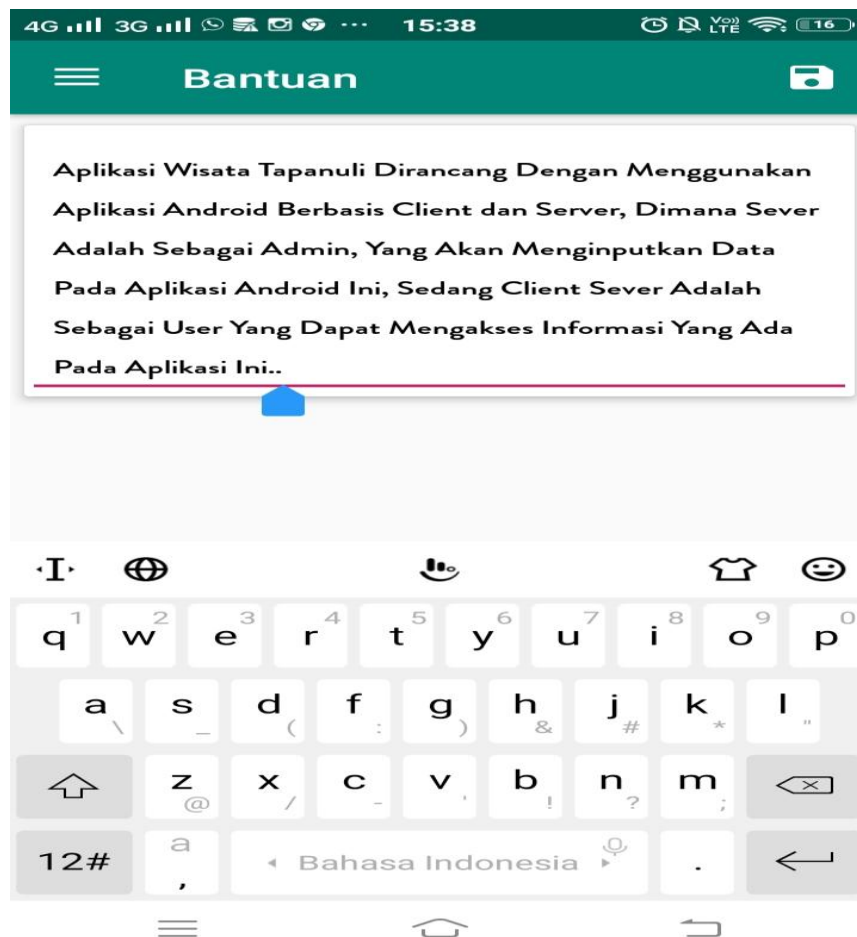 4G 3G ... 15:38 Vo)) LTE 16
Bantuan
Aplikasi Wisata Tapanuli Dirancang Dengan Menggunakan
Aplikasi Android Berbasis Client dan Server, Dimana Sever
Adalah Sebagai Admin, Yang Akan Menginputkan Data
Pada Aplikasi Android Ini, Sedang Client Sever Adalah
Sebagai User Yang Dapat Mengakses Informasi Yang Ada
Pada Aplikasi Ini..
1 2 3 4 5 6 7 8 9 0
q w e r t y u i o p
a s d f g h j k l
\ _ ( : ) & # * "
z x c v b n m
@ / - ' ! ? ;
12# a , Bahasa Indonesia .